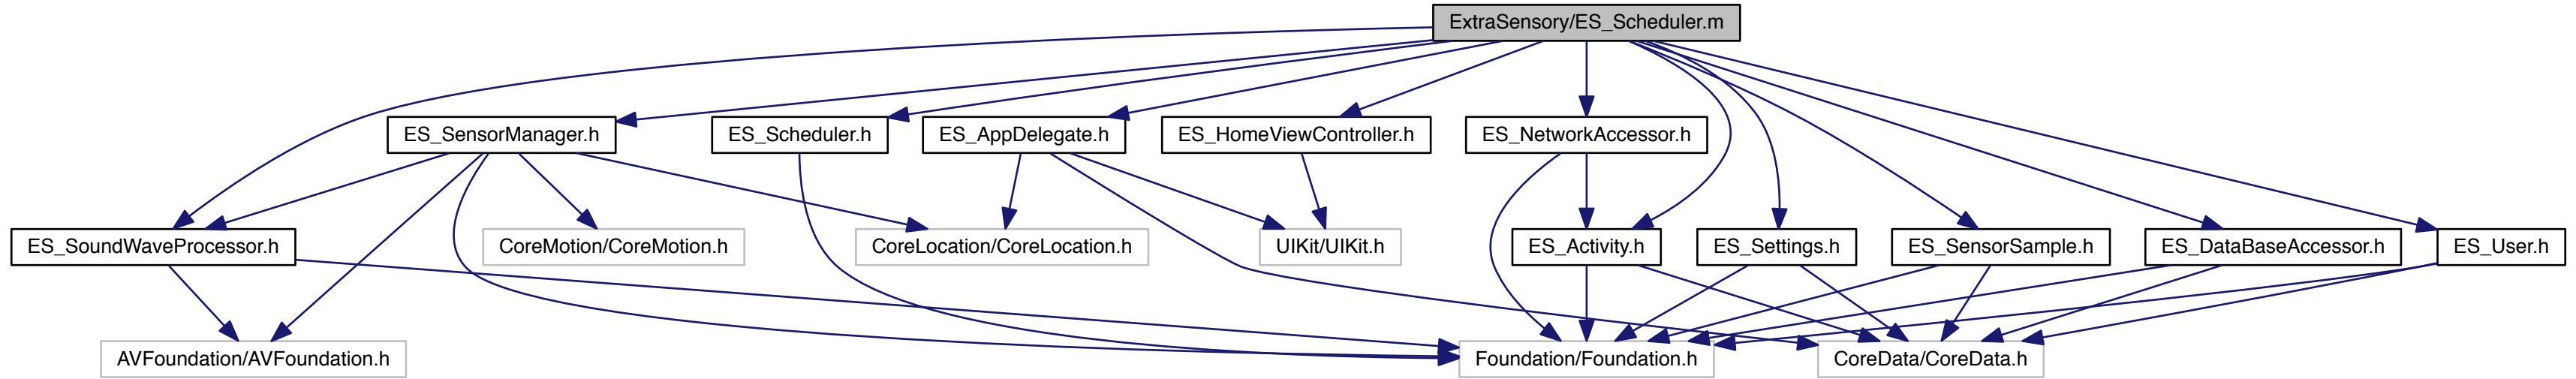 ExtraSensory/ES_Scheduler.m
ES_SensorManager.h
ES_Scheduler.h
ES_AppDelegate.h
ES_HomeViewController.h
ES_NetworkAccessor.h
ES_SoundWaveProcessor.h
CoreMotion/CoreMotion.h
CoreLocation/CoreLocation.h
UIKit/UIKit.h
ES_Activity.h
ES_Settings.h
ES_SensorSample.h
ES_DataBaseAccessor.h
ES_User.h
AVFoundation/AVFoundation.h
Foundation/Foundation.h
CoreData/CoreData.h